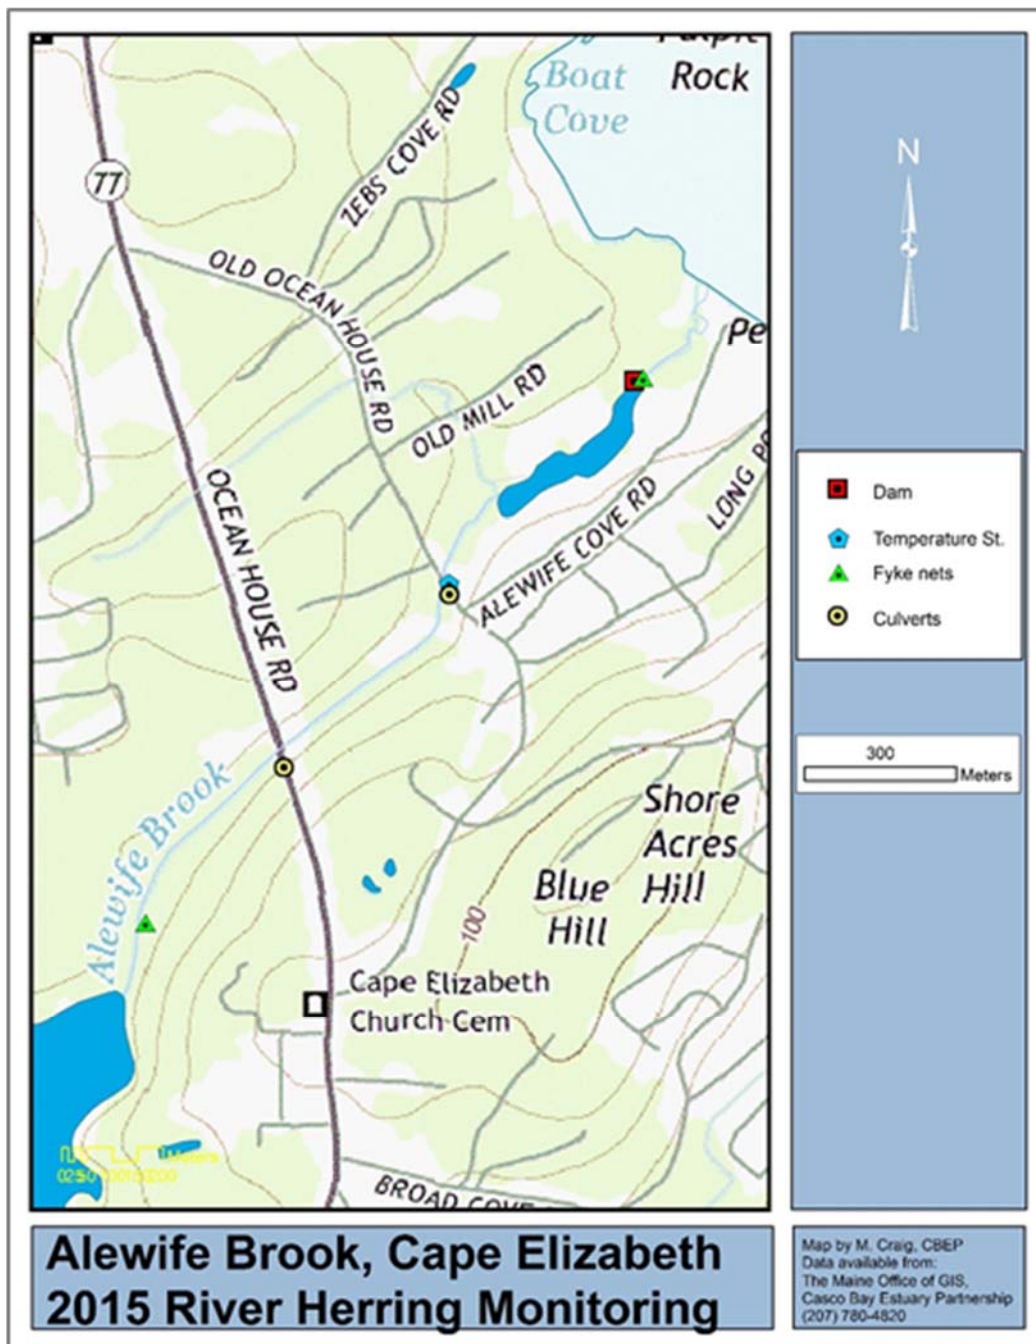 Rock
Boat
Cove
77
ZEBS COVE RD
OLD OCEAN HOUSE RD
Pe
OLD MILL RD
OCEAN HOUSE RD
ALEWIFE COVE RD
LONG
Alewife Brook
Shore
Acres
Hill
Blue
Hill
100
Cape Elizabeth
Church Cem
Meters
BROAD COVE
N
Dam
Temperature St.
Fyke nets
Culverts
300
Meters
Alewife Brook, Cape Elizabeth
2015 River Herring Monitoring
Map by M. Craig, CBEP
Data available from:
The Maine Office of GIS,
Casco Bay Estuary Partnership
(207) 780-4820